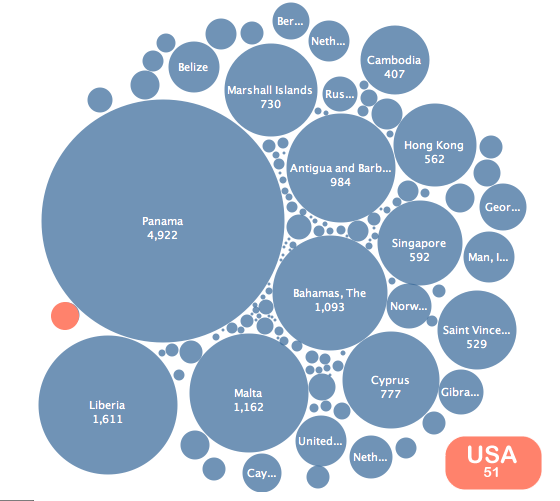 Ber...
Neth...
Belize
Cambodia
407
Marshall Islands
730
Rus...
Hong Kong
562
Antigua and Barb...
984
Geor...
Panama
4,922
Singapore
592
Man, I...
Bahamas, The
1,093
Norw...
Saint Vince...
529
Cyprus
777
Gibra...
Malta
1,162
Liberia
1,611
United...
Neth...
Cay...
USA
51